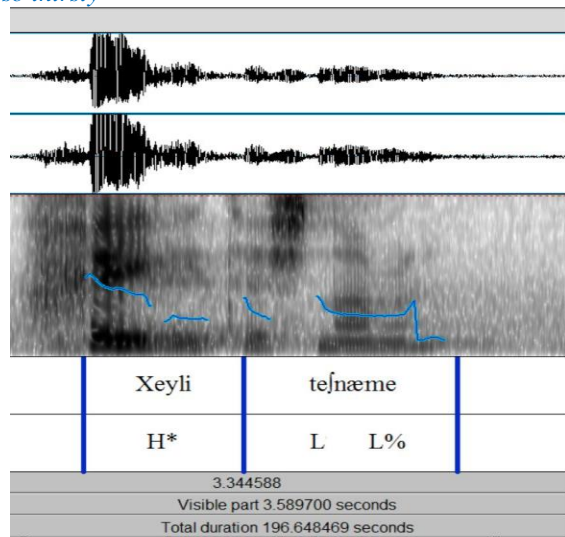 Xeyli teʃnæme
H* L L%
3.344588
Visible part 3.589700 seconds
Total duration 196.648469 seconds